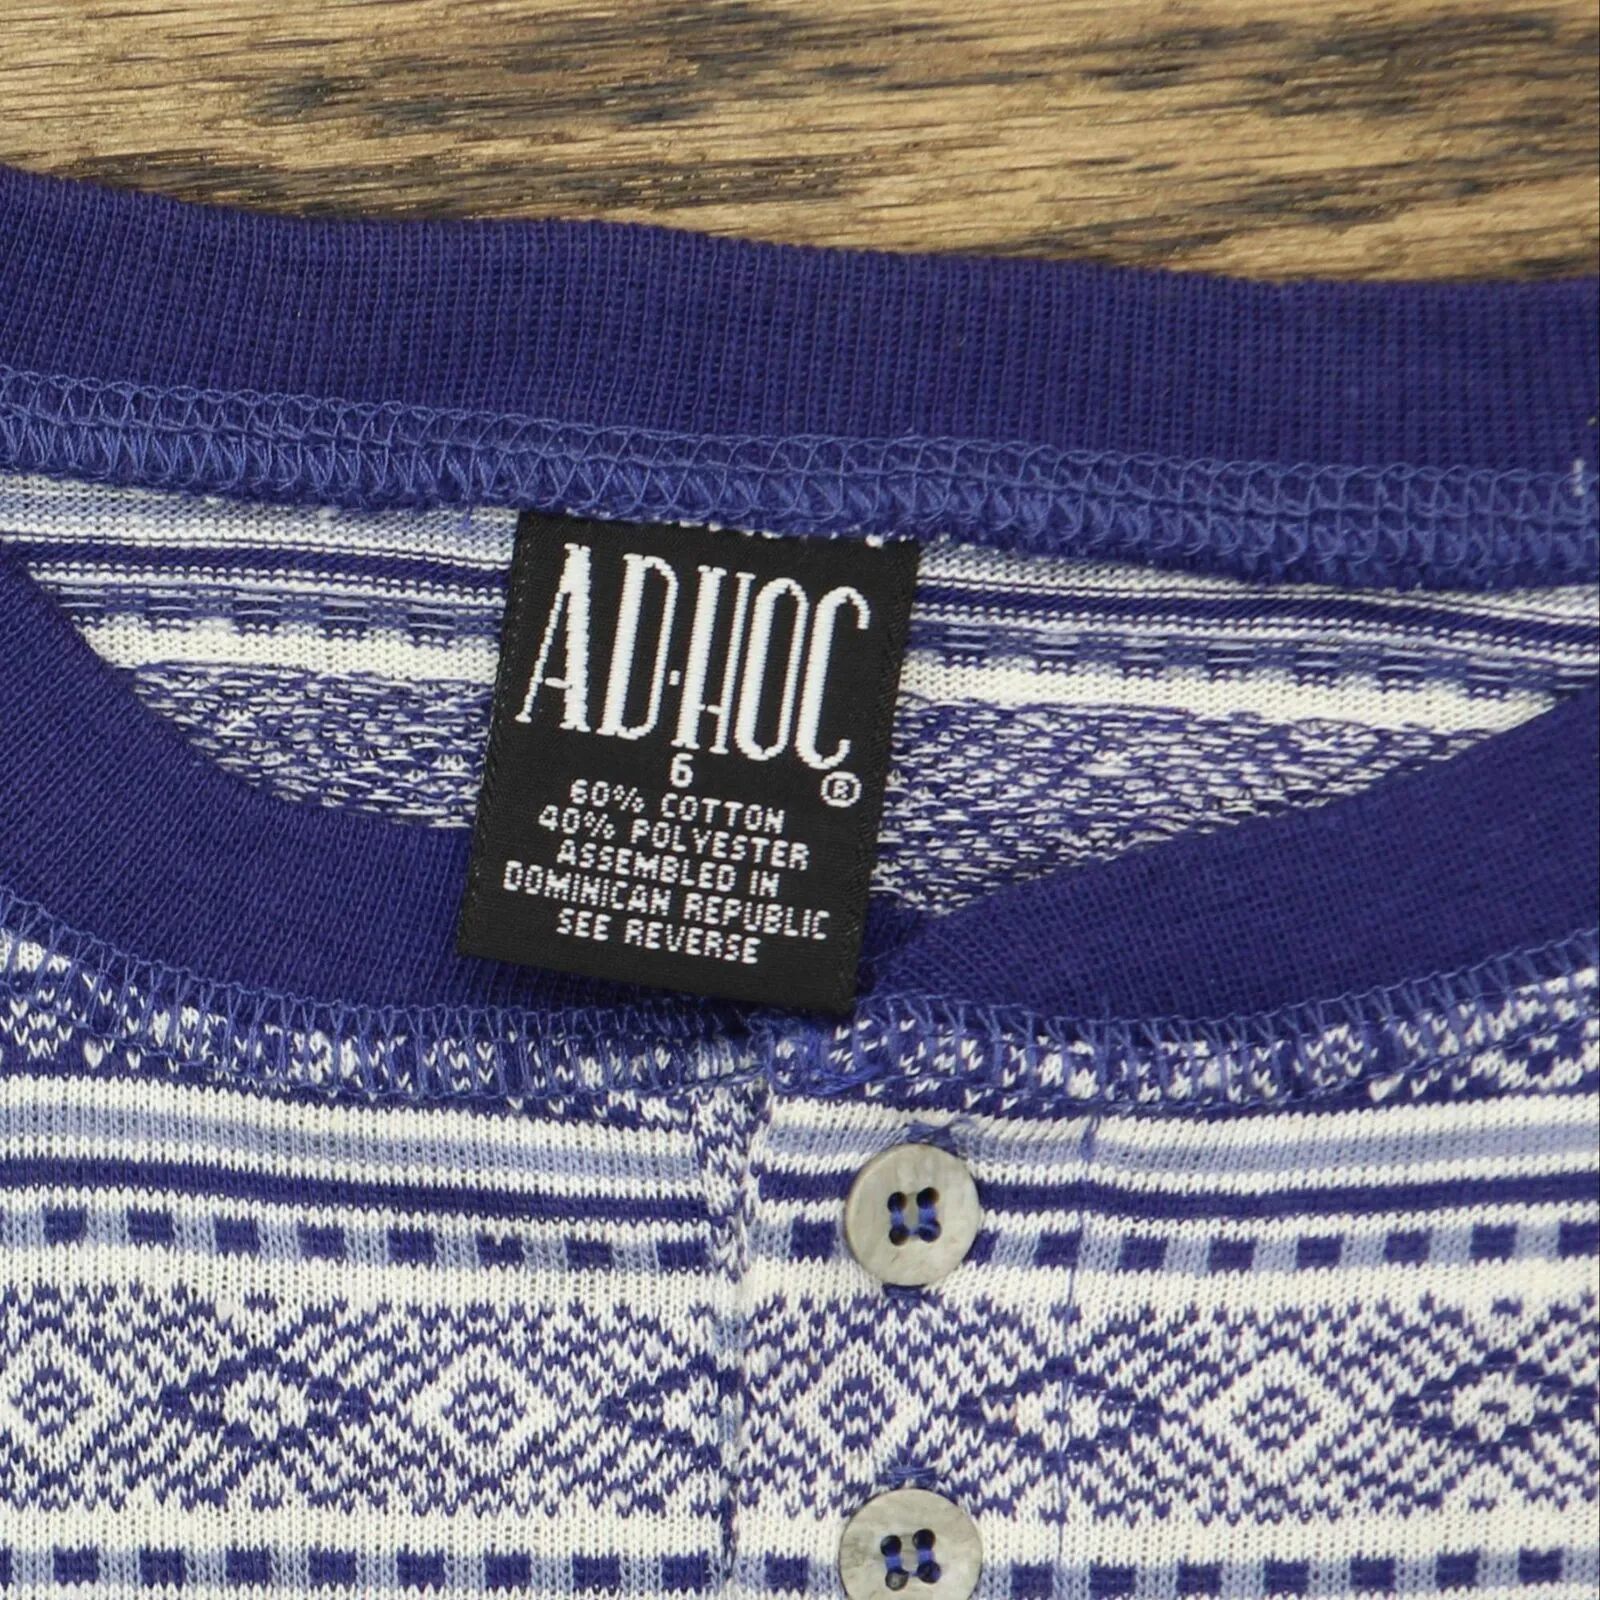 AD·HOC®
6
60% COTTON
40% POLYESTER
ASSEMBLED IN
DOMINICAN REPUBLIC
SEE REVERSE